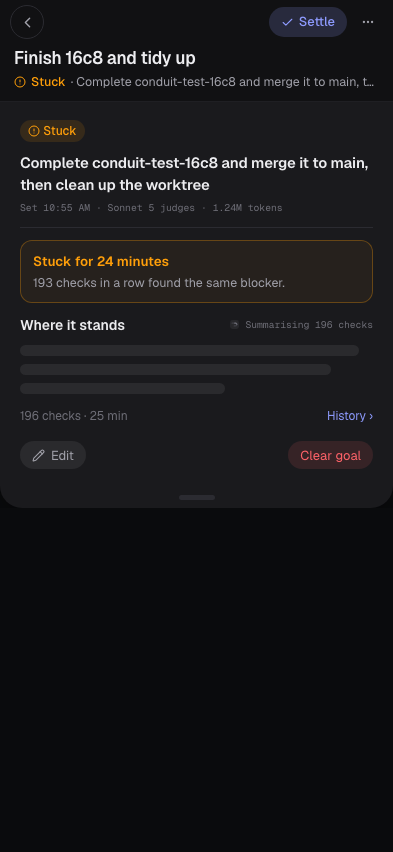 Settle
Finish 16c8 and tidy up
Stuck · Complete conduit-test-16c8 and merge it to main, t...
Stuck
Complete conduit-test-16c8 and merge it to main,
then clean up the worktree
Set 10:55 AM · Sonnet 5 judges · 1.24M tokens
Stuck for 24 minutes
193 checks in a row found the same blocker.
Where it stands
Summarising 196 checks
196 checks · 25 min
History ›
Edit
Clear goal